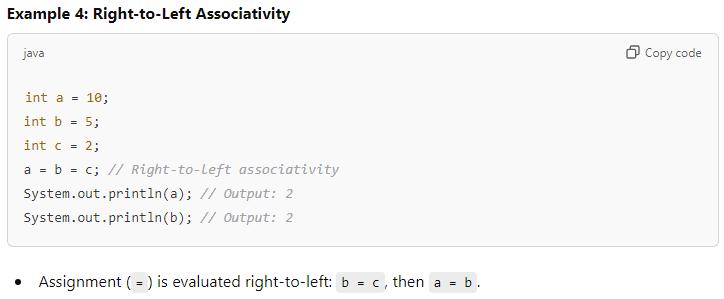 Example 4: Right-to-Left Associativity
java
Copy code
int a = 10;
int b = 5;
int c = 2;
a = b = c; // Right-to-left associativity
System.out.println(a); // Output: 2
System.out.println(b); // Output: 2
• Assignment ( = ) is evaluated right-to-left: b = c , then a = b .